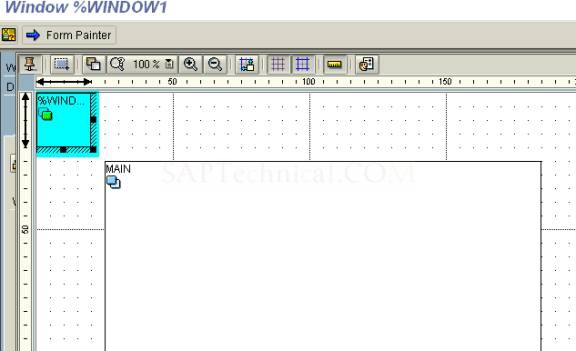 Window %WINDOW1
Form Painter
W
100 %
D
50 100 150
%WIND...
MAIN
SAPTechnical.COM
50